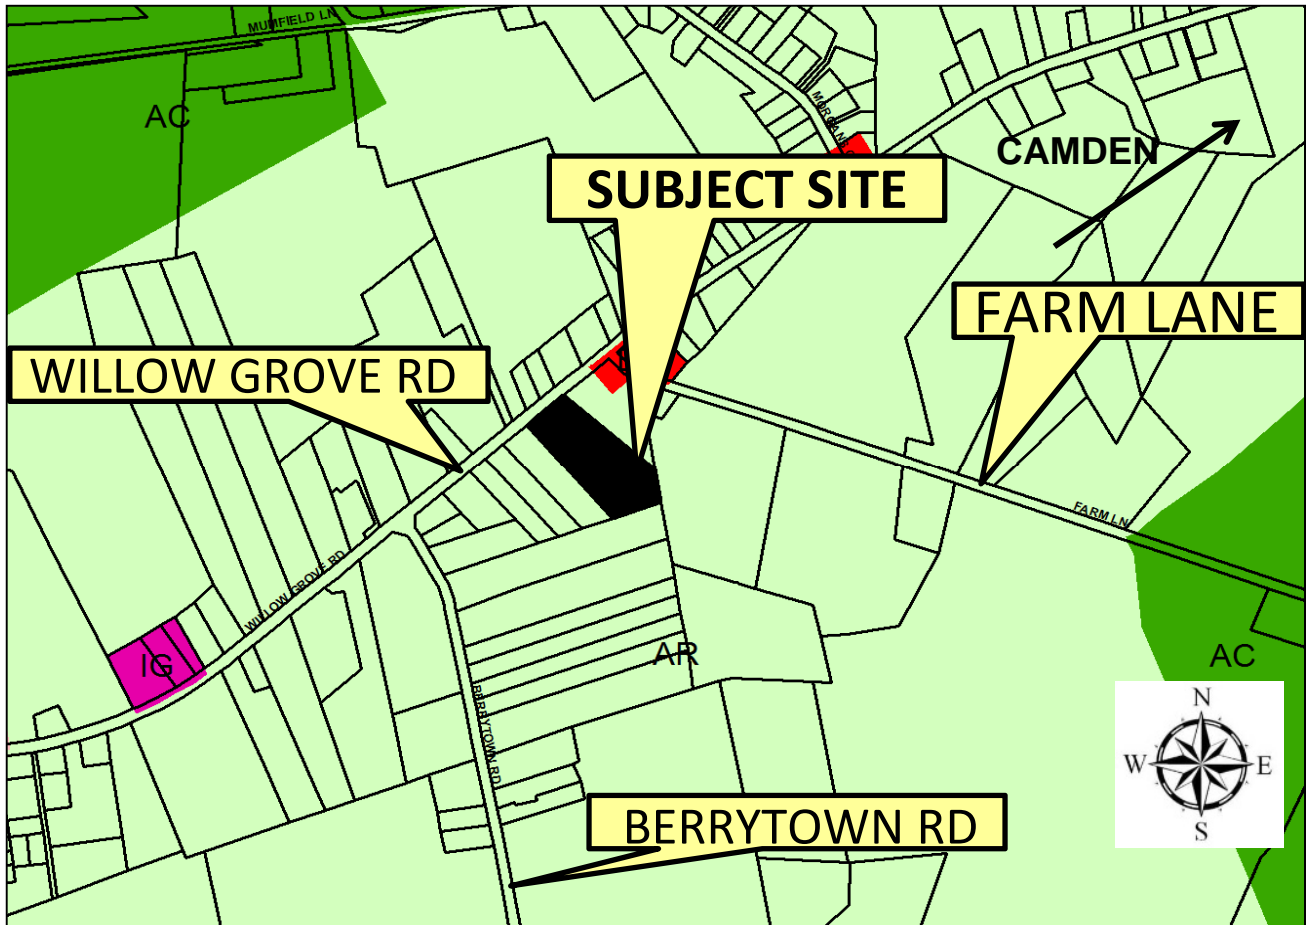 MUMFIELD LN
AC
MORGANS
CAMDEN
SUBJECT SITE
FARM LANE
WILLOW GROVE RD
FARM LN
WILLOW GROVE RD
IG
AR
AC
BERRYTOWN RD
N
W
E
S
BERRYTOWN RD